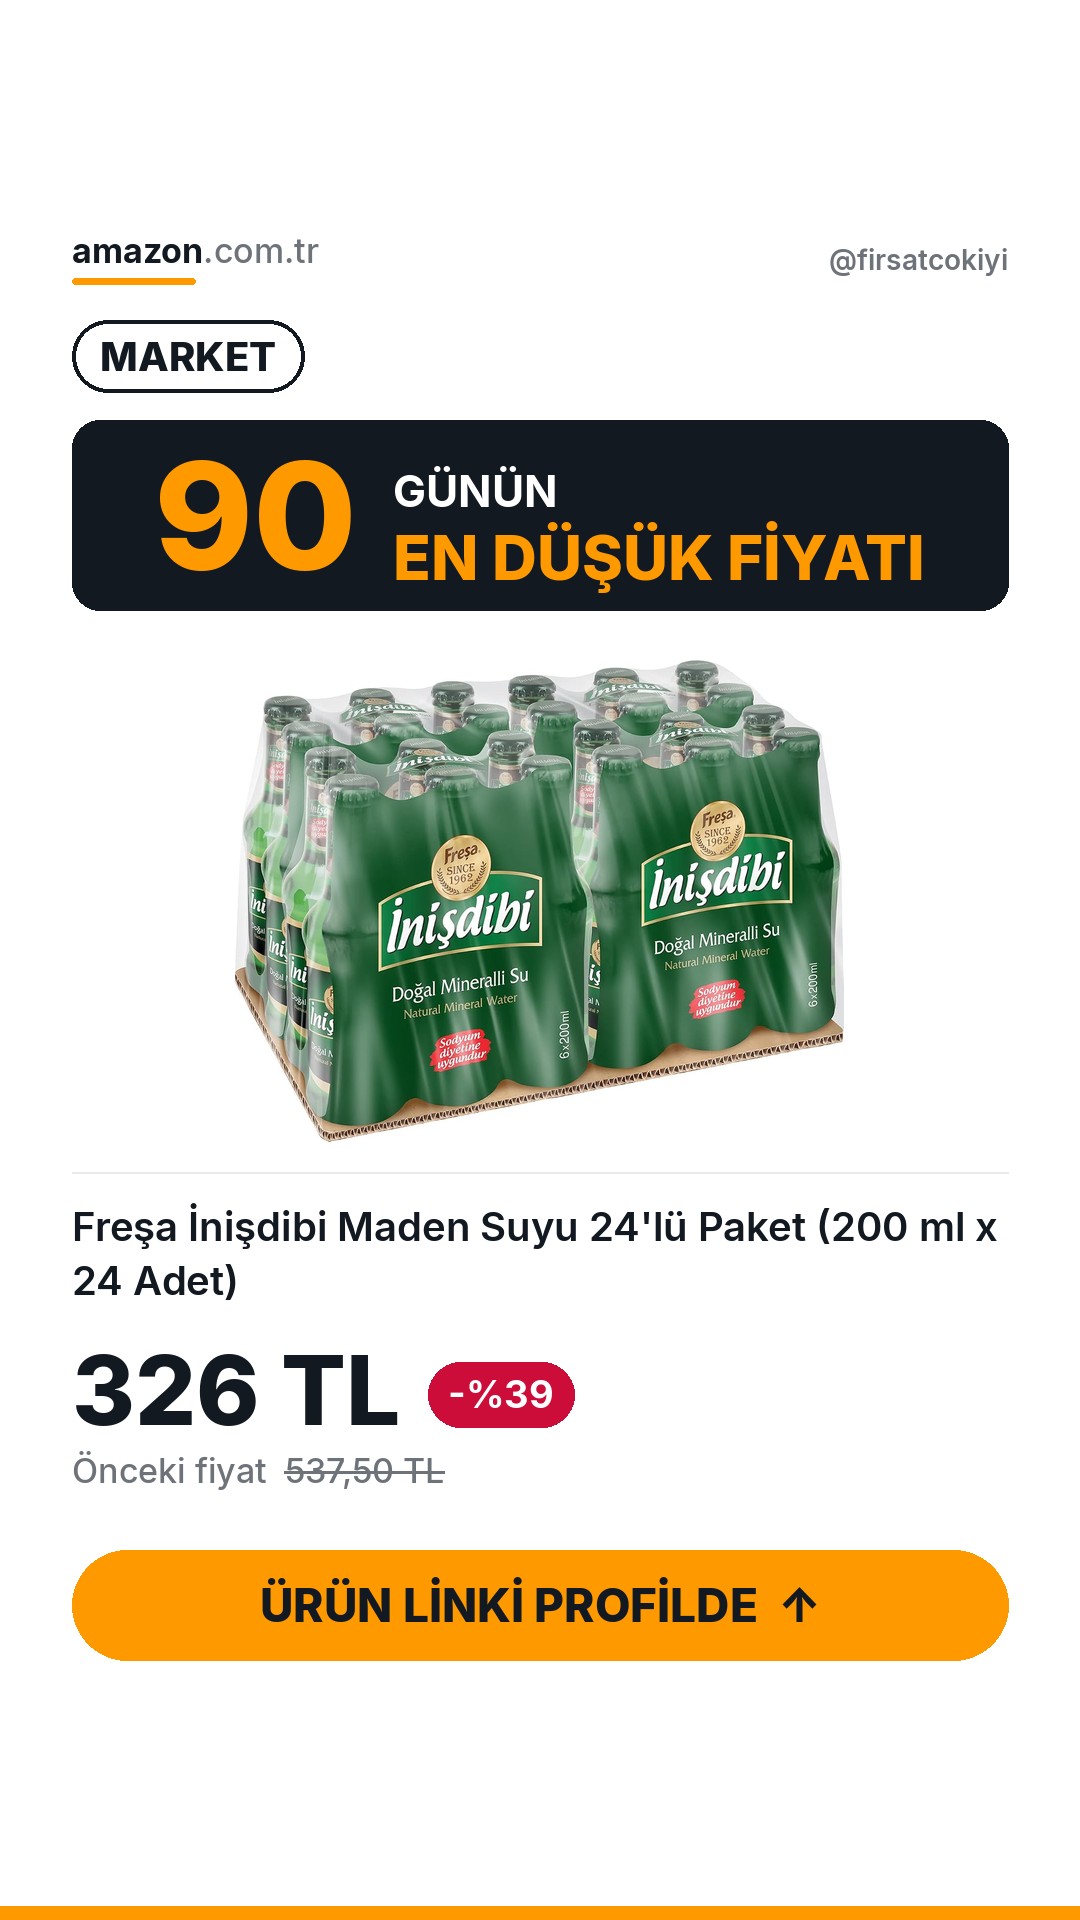 amazon.com.tr
@firsatcokiyi
MARKET
90
GÜNÜN
EN DÜŞÜK FİYATI
Freşa
SINCE
1962
İnişdibi
Doğal Mineralli Su
Natural Mineral Water
Sodyum
diyetine
uygundur
6x200ml
Freşa
SINCE
1962
İnişdibi
Doğal Mineralli Su
Natural Mineral Water
Sodyum
diyetine
uygundur
6x200ml
Freşa İnişdibi Maden Suyu 24'lü Paket (200 ml x
24 Adet)
326 TL
-%39
Önceki fiyat 537,50 TL
ÜRÜN LİNKİ PROFİLDE ↑